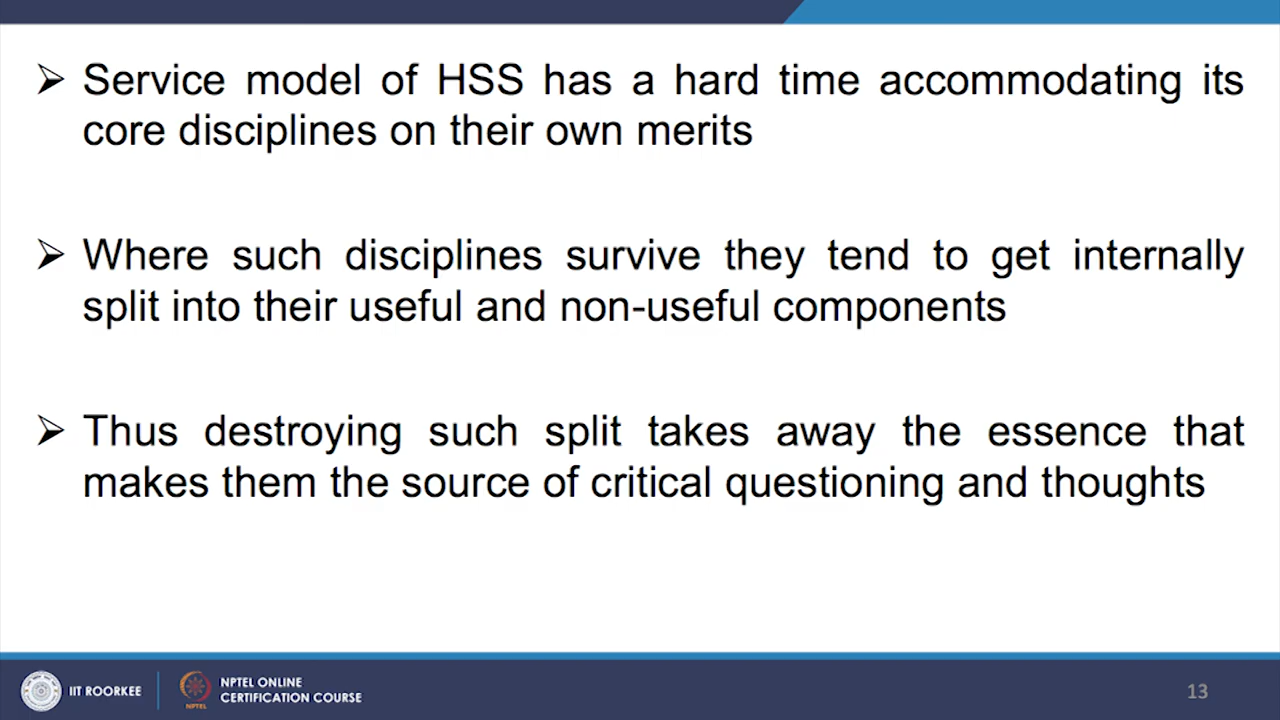 ➢ Service model of HSS has a hard time accommodating its
core disciplines on their own merits
➢ Where such disciplines survive they tend to get internally
split into their useful and non-useful components
➢ Thus destroying such split takes away the essence that
makes them the source of critical questioning and thoughts
IIT ROORKEE
NPTEL
NPTEL ONLINE
CERTIFICATION COURSE
13